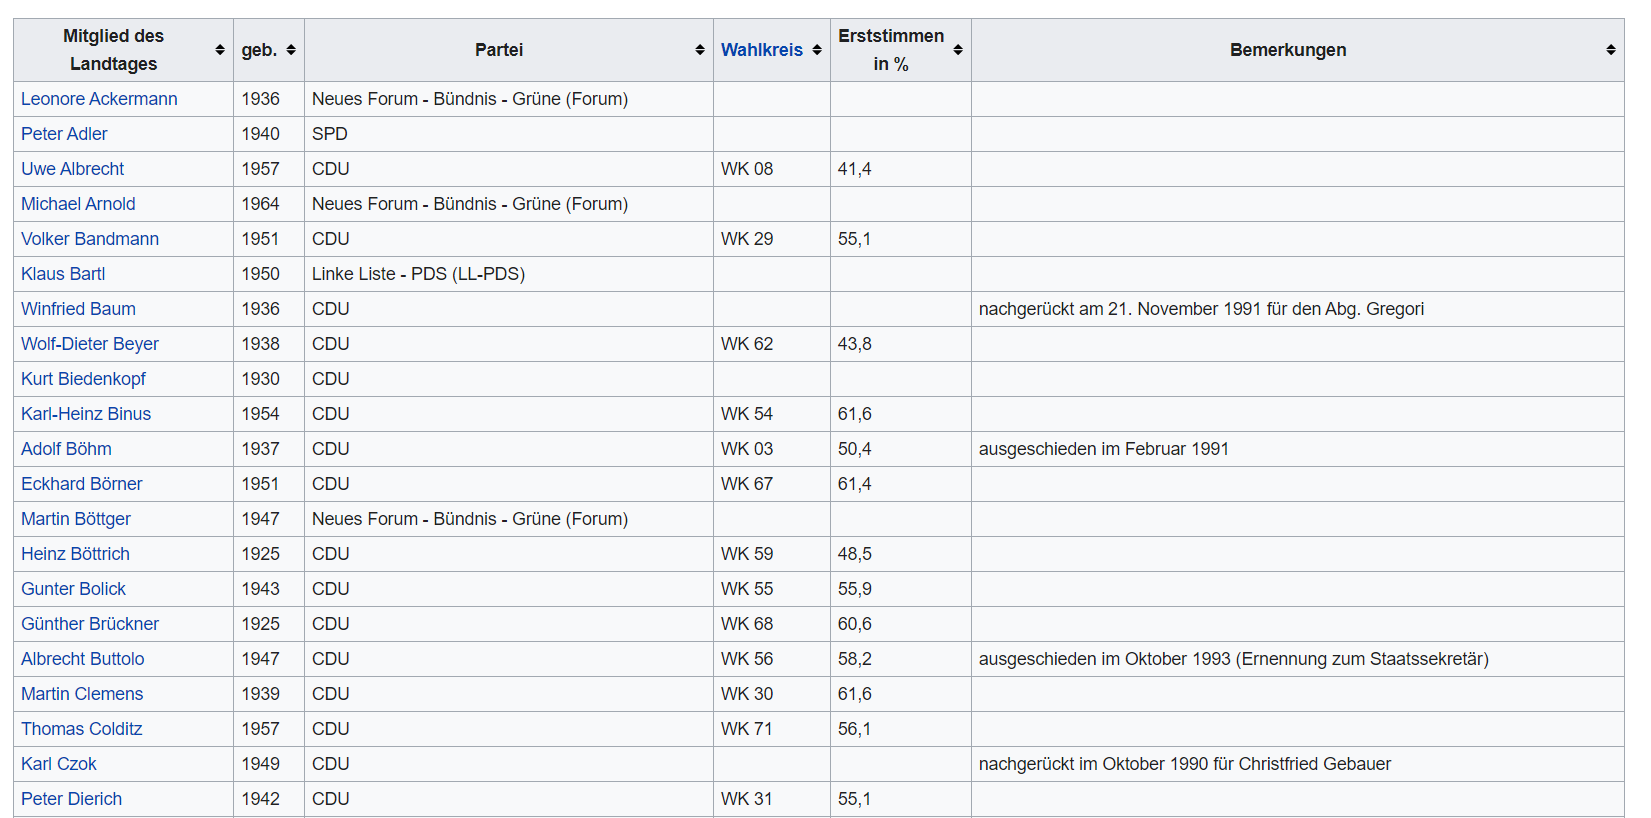 Mitglied des Landtages geb. Partei Wahlkreis Erststimmen in % Bemerkungen
Leonore Ackermann 1936 Neues Forum - Bündnis - Grüne (Forum)
Peter Adler 1940 SPD
Uwe Albrecht 1957 CDU WK 08 41,4
Michael Arnold 1964 Neues Forum - Bündnis - Grüne (Forum)
Volker Bandmann 1951 CDU WK 29 55,1
Klaus Bartl 1950 Linke Liste - PDS (LL-PDS)
Winfried Baum 1936 CDU nachgerückt am 21. November 1991 für den Abg. Gregori
Wolf-Dieter Beyer 1938 CDU WK 62 43,8
Kurt Biedenkopf 1930 CDU
Karl-Heinz Binus 1954 CDU WK 54 61,6
Adolf Böhm 1937 CDU WK 03 50,4 ausgeschieden im Februar 1991
Eckhard Börner 1951 CDU WK 67 61,4
Martin Böttger 1947 Neues Forum - Bündnis - Grüne (Forum)
Heinz Böttrich 1925 CDU WK 59 48,5
Gunter Bolick 1943 CDU WK 55 55,9
Günther Brückner 1925 CDU WK 68 60,6
Albrecht Buttolo 1947 CDU WK 56 58,2 ausgeschieden im Oktober 1993 (Ernennung zum Staatssekretär)
Martin Clemens 1939 CDU WK 30 61,6
Thomas Colditz 1957 CDU WK 71 56,1
Karl Czok 1949 CDU nachgerückt im Oktober 1990 für Christfried Gebauer
Peter Dierich 1942 CDU WK 31 55,1